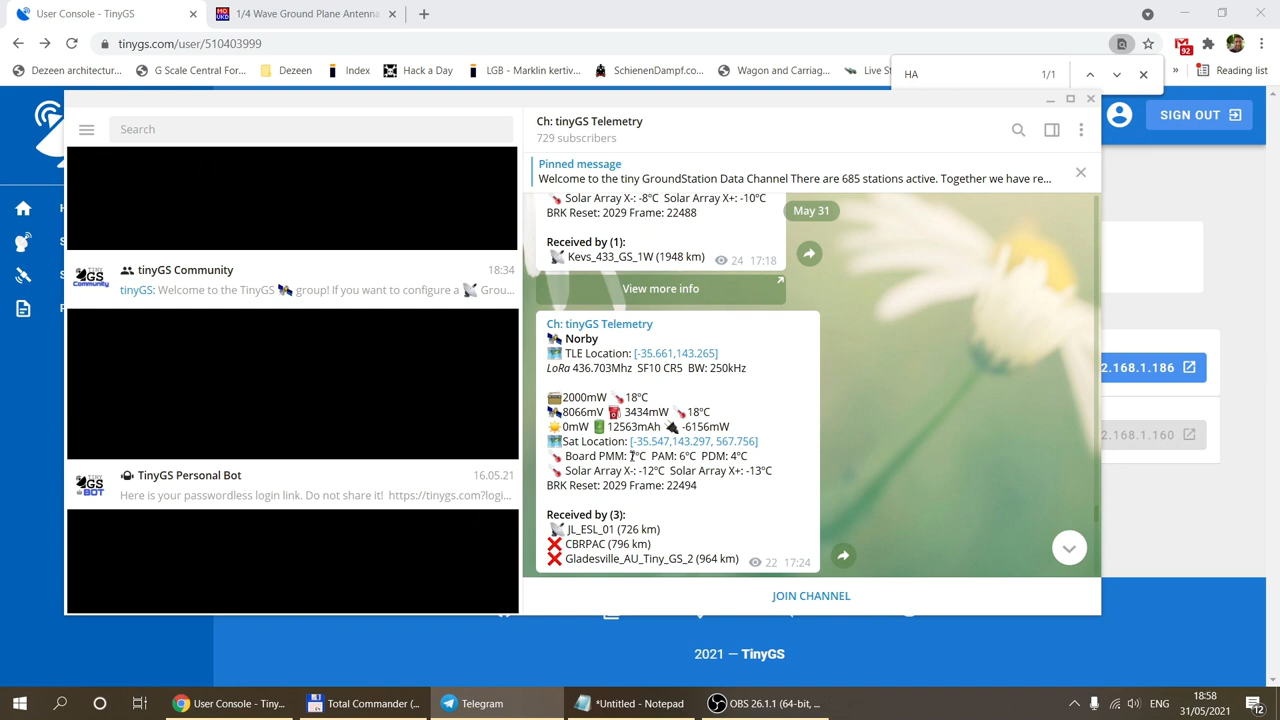 User Console - TinyGS
1/4 Wave Ground Plane Antenna
tinygs.com/user/510403999
92
Dezeen architectur...
G Scale Central For...
Dezeen
Index
Hack a Day
LGB - Marklin kertiv...
SchienenDampf.co...
Wagon and Carriag...
Live St
Reading list
HA
1/1
SIGN OUT
Search
Ch: tinyGS Telemetry
729 subscribers
Pinned message
Welcome to the tiny GroundStation Data Channel There are 685 stations active. Together we have re...
May 31
Solar Array X-: -8ºC Solar Array X+: -10ºC
BRK Reset: 2029 Frame: 22488
Received by (1):
Kevs_433_GS_1W (1948 km)
24 17:18
View more info
tinyGS Community
18:34
tinyGS: Welcome to the TinyGS group! If you want to configure a Grou...
TinyGS Personal Bot
16.05.21
Here is your passwordless login link. Do not share it! https://tinygs.com?logi...
Ch: tinyGS Telemetry
Norby
TLE Location: [-35.661,143.265]
LoRa 436.703Mhz SF10 CR5 BW: 250kHz
2000mW 18ºC
8066mV 3434mW 18ºC
0mW 12563mAh -6156mW
Sat Location: [-35.547,143.297, 567.756]
Board PMM: ºC PAM: 6ºC PDM: 4ºC
Solar Array X-: -12ºC Solar Array X+: -13ºC
BRK Reset: 2029 Frame: 22494
Received by (3):
JL_ESL_01 (726 km)
CBRPAC (796 km)
Gladesville_AU_Tiny_GS_2 (964 km)
22 17:24
JOIN CHANNEL
2.168.1.186
2.168.1.160
2021 — TinyGS
User Console - Tiny...
Total Commander (...
Telegram
*Untitled - Notepad
OBS 26.1.1 (64-bit, ...
ENG
18:58
31/05/2021
12